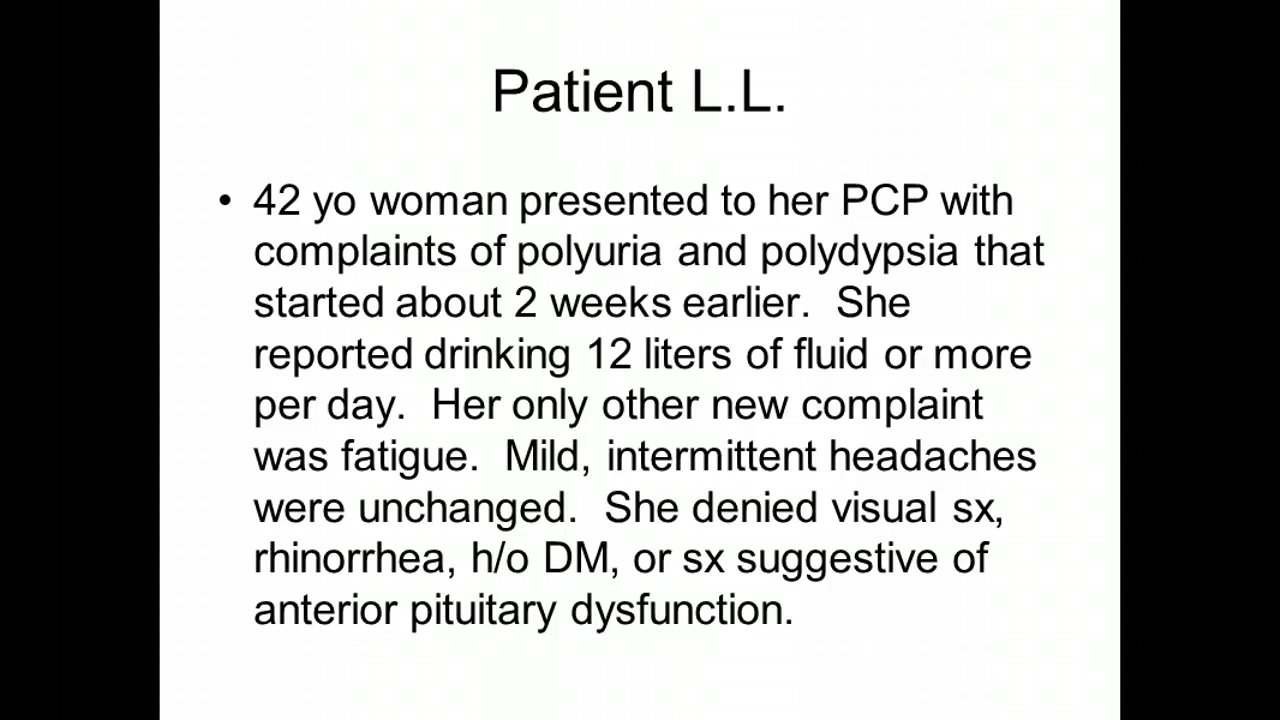 Patient L.L.
• 42 yo woman presented to her PCP with
complaints of polyuria and polydypsia that
started about 2 weeks earlier.  She
reported drinking 12 liters of fluid or more
per day.  Her only other new complaint
was fatigue.  Mild, intermittent headaches
were unchanged.  She denied visual sx,
rhinorrhea, h/o DM, or sx suggestive of
anterior pituitary dysfunction.